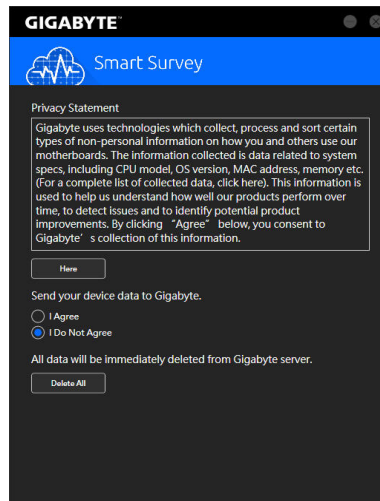 GIGABYTE™
Smart Survey
Privacy Statement
Gigabyte uses technologies which collect, process and sort certain
types of non-personal information on how you and others use our
motherboards. The information collected is data related to system
specs, including CPU model, OS version, MAC address, memory etc.
(For a complete list of collected data, click here). This information is
used to help us understand how well our products perform over
time, to detect issues and to identify potential product
improvements. By clicking “Agree” below, you consent to
Gigabyte’s collection of this information.
Here
Send your device data to Gigabyte.
I Agree
I Do Not Agree
All data will be immediately deleted from Gigabyte server.
Delete All